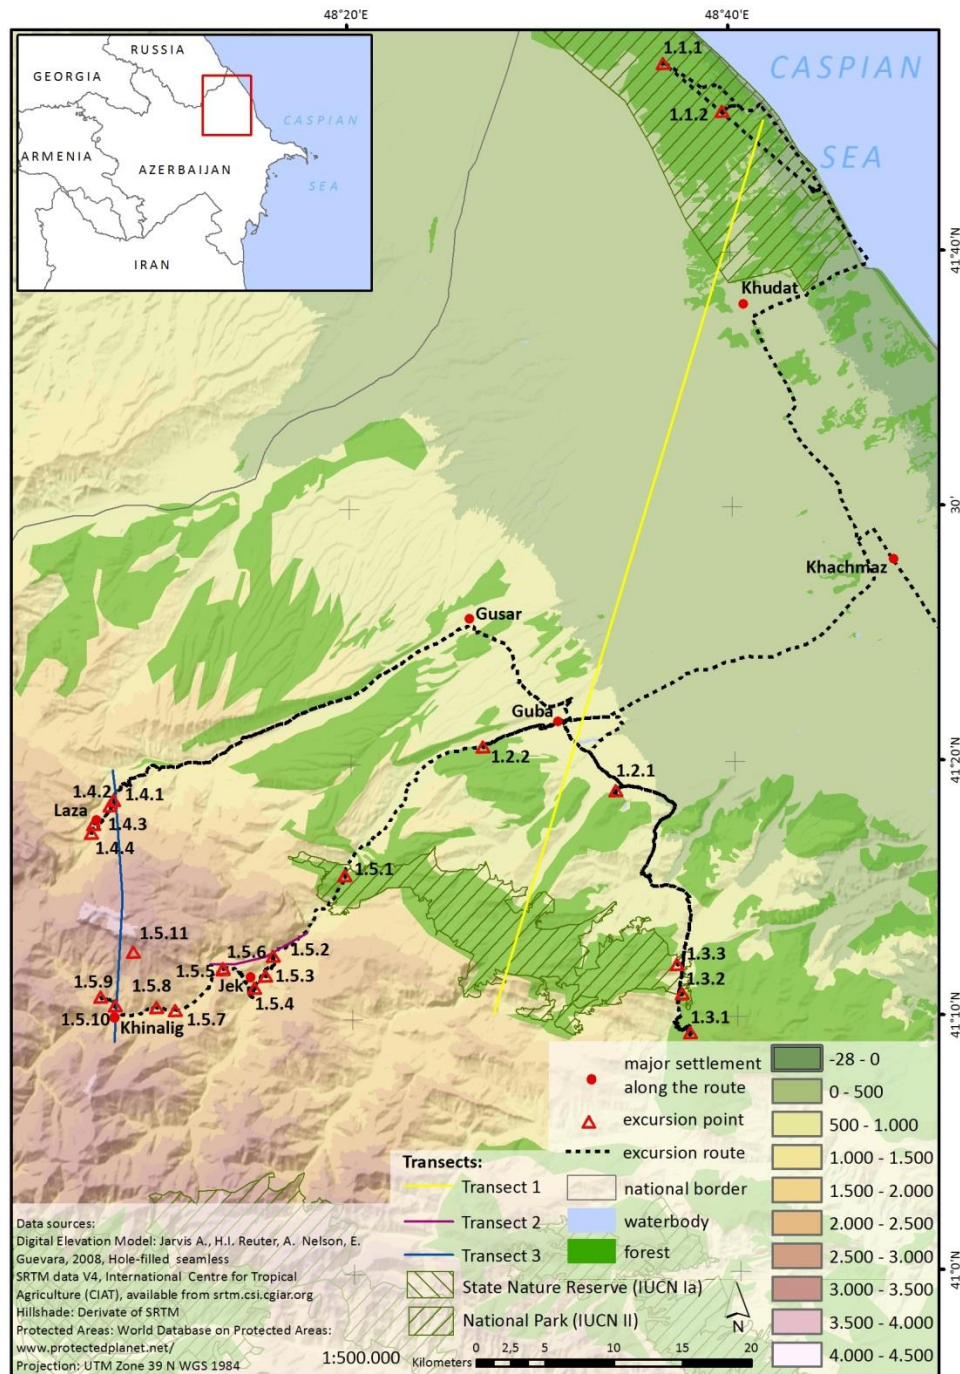 48°20'E
48°40'E
RUSSIA
GEORGIA
CASPIAN
SEA
ARMENIA
AZERBAIJAN
IRAN
CASPIAN
SEA
1.1.1
1.1.2
41°40'N
Khudat
30'
Khachmaz
Gusar
Guba
1.2.2
1.2.1
41°20'N
1.4.2
1.4.1
Laza
1.4.3
1.4.4
1.5.1
1.5.11
1.5.6
1.5.2
1.5.5
1.5.3
Jek
1.5.4
1.5.9
1.5.8
1.5.10
Khinalig
1.5.7
1.3.3
1.3.2
1.3.1
41°10'N
41°0'N
major settlement
along the route
excursion point
excursion route
Transects:
Transect 1
Transect 2
Transect 3
national border
waterbody
forest
State Nature Reserve (IUCN Ia)
National Park (IUCN II)
-28 - 0
0 - 500
500 - 1.000
1.000 - 1.500
1.500 - 2.000
2.000 - 2.500
2.500 - 3.000
3.000 - 3.500
3.500 - 4.000
4.000 - 4.500
Data sources:
Digital Elevation Model: Jarvis A., H.I. Reuter, A. Nelson, E.
Guevara, 2008, Hole-filled seamless
SRTM data V4, International Centre for Tropical
Agriculture (CIAT), available from srtm.csi.cgiar.org
Hillshade: Derivate of SRTM
Protected Areas: World Database on Protected Areas:
www.protectedplanet.net/
Projection: UTM Zone 39 N WGS 1984
1:500.000
Kilometers
0 2,5 5 10 15 20
N